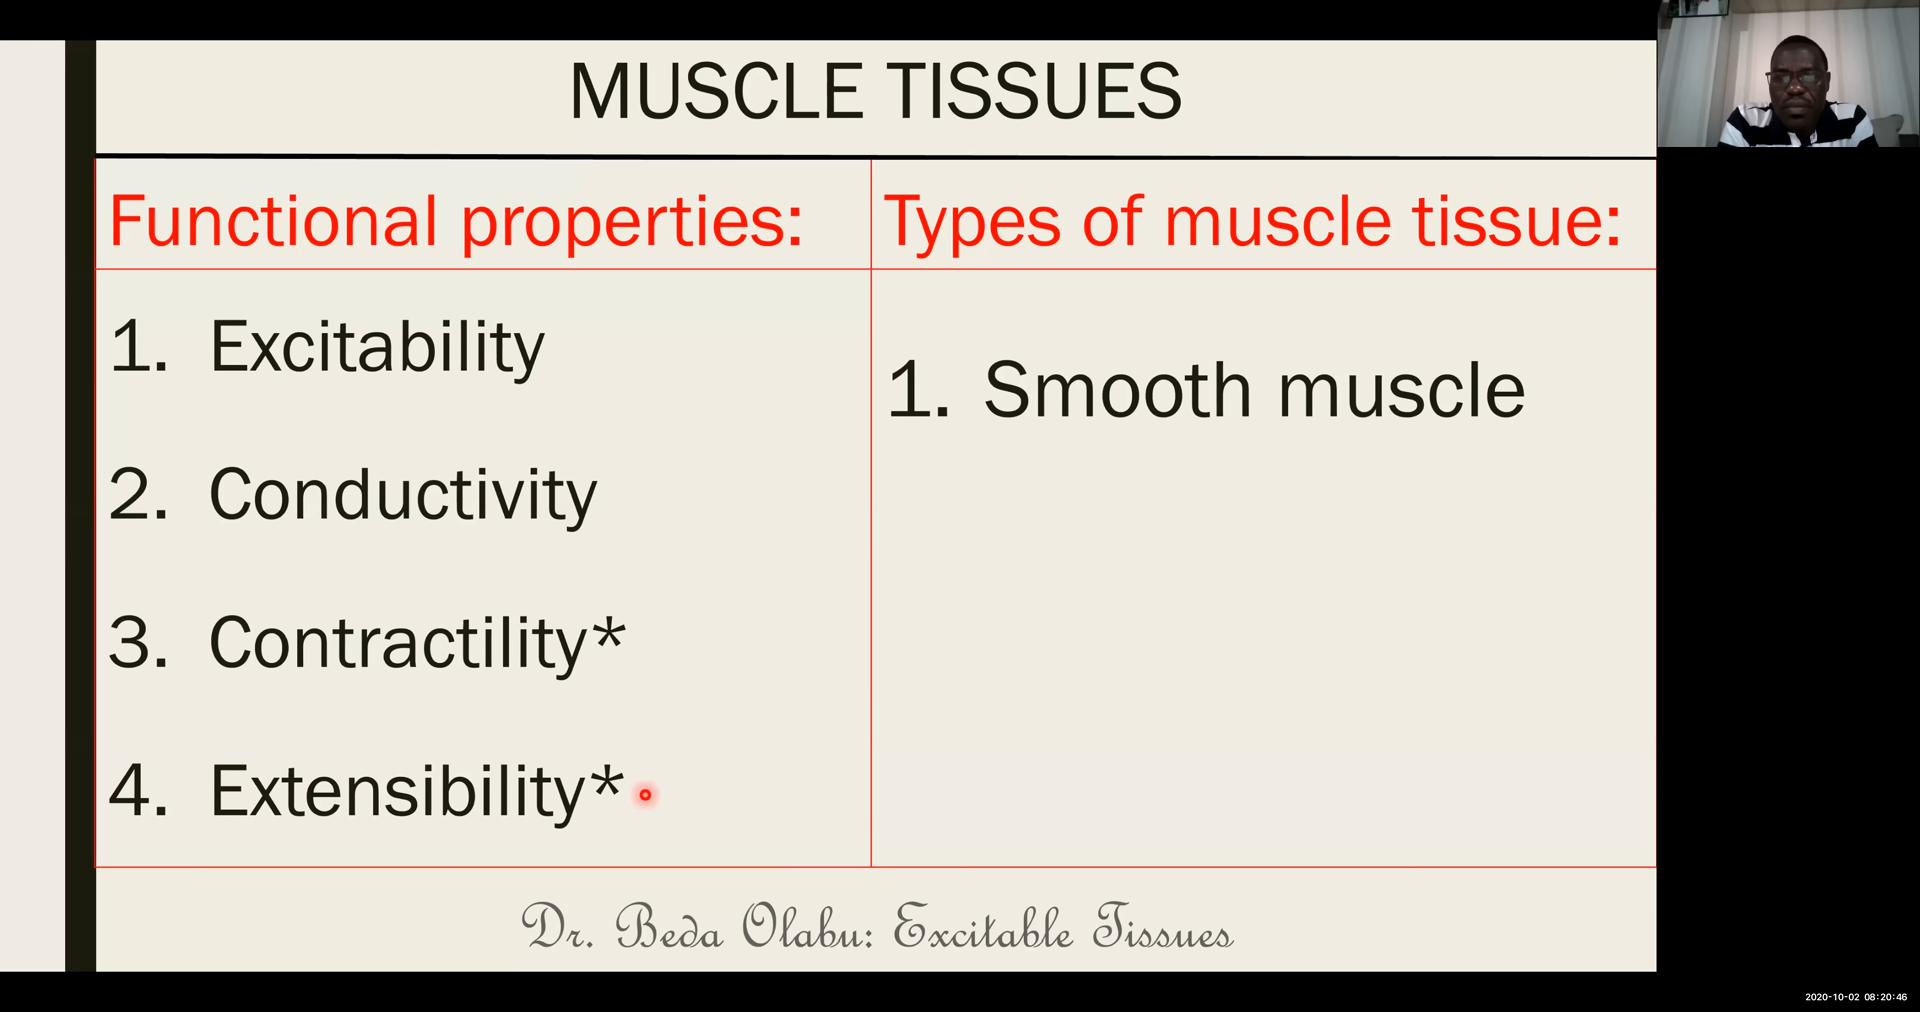 MUSCLE TISSUES
Functional properties:
Types of muscle tissue:
1. Excitability
2. Conductivity
3. Contractility*
4. Extensibility*
1. Smooth muscle
Dr. Beda Olabu: Excitable Tissues
2020-10-02 08:20:46